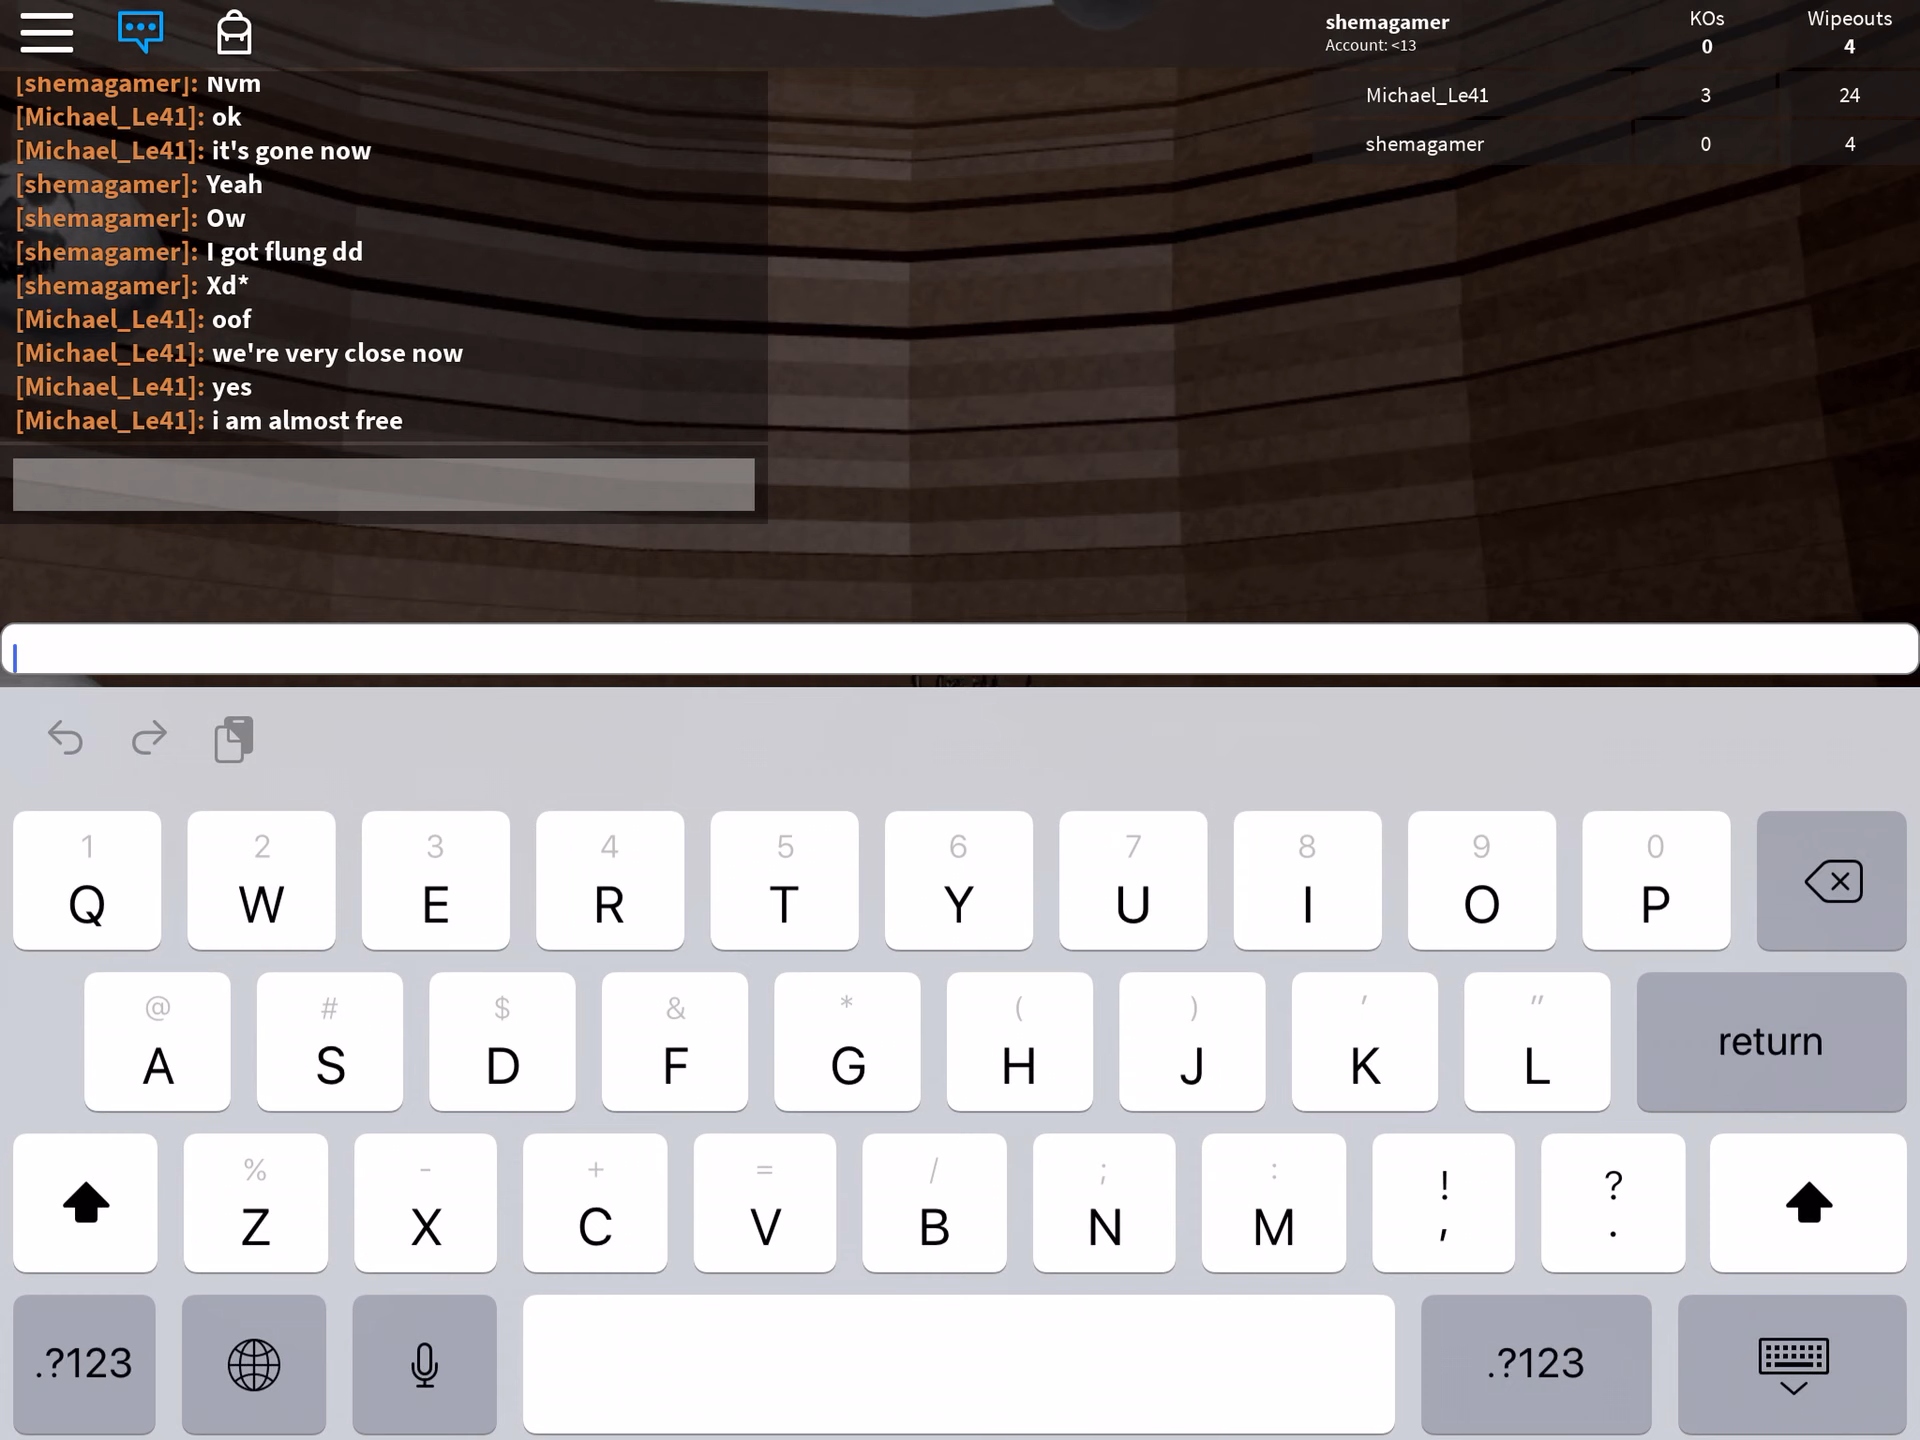 shemagamer KOs Wipeouts
Account: <13 0 4
Michael_Le41 3 24
shemagamer 0 4
[shemagamer]: Nvm
[Michael_Le41]: ok
[Michael_Le41]: it's gone now
[shemagamer]: Yeah
[shemagamer]: Ow
[shemagamer]: I got flung dd
[shemagamer]: Xd*
[Michael_Le41]: oof
[Michael_Le41]: we're very close now
[Michael_Le41]: yes
[Michael_Le41]: i am almost free
1 2 3 4 5 6 7 8 9 0
Q W E R T Y U I O P
@ # $ & * ( ) ' "
A S D F G H J K L return
% - + = / ; : ! ?
Z X C V B N M , .
.?123 .?123